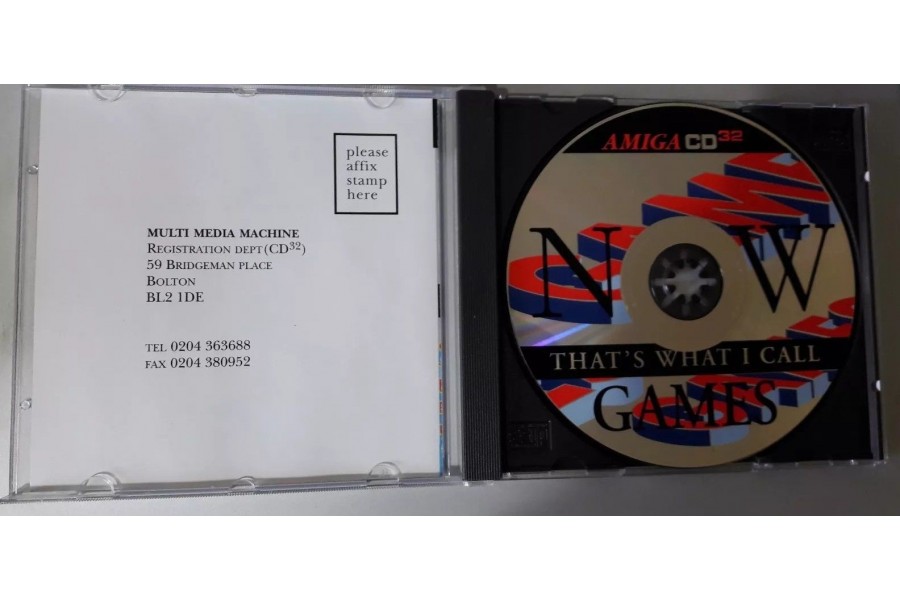 please
affix
stamp
here
MULTI MEDIA MACHINE
REGISTRATION DEPT (CD32)
59 BRIDGEMAN PLACE
BOLTON
BL2 1DE
TEL 0204 363688
FAX 0204 380952
AMIGA CD32
NOW
THAT'S WHAT I CALL
GAMES